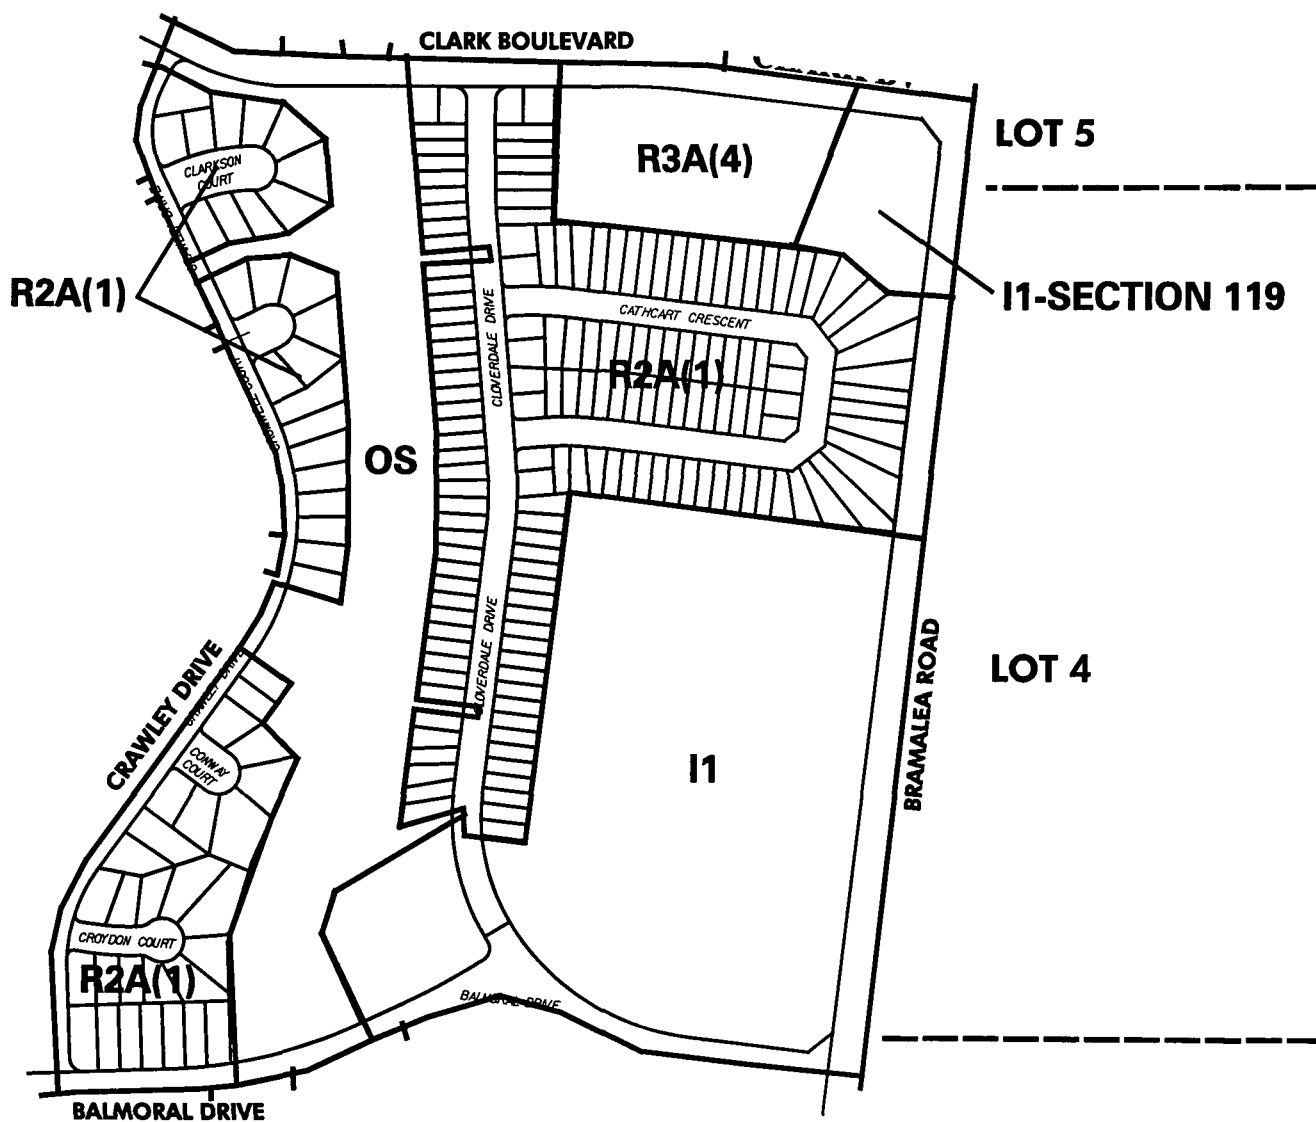 CLARK BOULEVARD
LOT 5
R3A(4)
CLARKSON
COURT
R2A(1)
I1-SECTION 119
CLOVERDALE DRIVE
CATHCART CRESCENT
R2A(1)
OS
CLOVERDALE DRIVE
CRAWLEY DRIVE
CRAWLEY DRIVE
LOT 4
BRAMALEA ROAD
I1
CONWAY
COURT
CROYDON COURT
R2A(1)
BALMORAL DRIVE
BALMORAL DRIVE